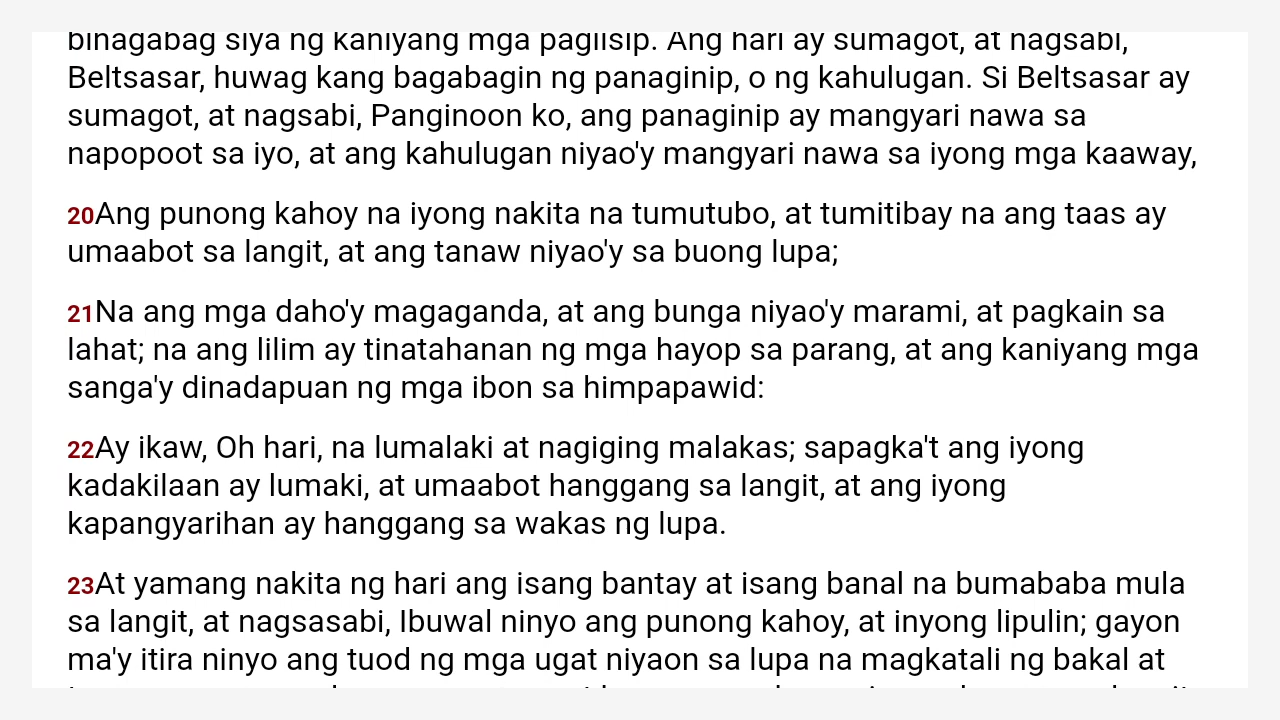 binagabag siya ng kaniyang mga pagiisip. Ang hari ay sumagot, at nagsabi,
Beltsasar, huwag kang bagabagin ng panaginip, o ng kahulugan. Si Beltsasar ay
sumagot, at nagsabi, Panginoon ko, ang panaginip ay mangyari nawa sa
napopoot sa iyo, at ang kahulugan niyao'y mangyari nawa sa iyong mga kaaway,
20Ang punong kahoy na iyong nakita na tumutubo, at tumitibay na ang taas ay
umaabot sa langit, at ang tanaw niyao'y sa buong lupa;
21Na ang mga daho'y magaganda, at ang bunga niyao'y marami, at pagkain sa
lahat; na ang lilim ay tinatahanan ng mga hayop sa parang, at ang kaniyang mga
sanga'y dinadapuan ng mga ibon sa himpapawid:
22Ay ikaw, Oh hari, na lumalaki at nagiging malakas; sapagka't ang iyong
kadakilaan ay lumaki, at umaabot hanggang sa langit, at ang iyong
kapangyarihan ay hanggang sa wakas ng lupa.
23At yamang nakita ng hari ang isang bantay at isang banal na bumababa mula
sa langit, at nagsasabi, Ibuwal ninyo ang punong kahoy, at inyong lipulin; gayon
ma'y itira ninyo ang tuod ng mga ugat niyaon sa lupa na magkatali ng bakal at